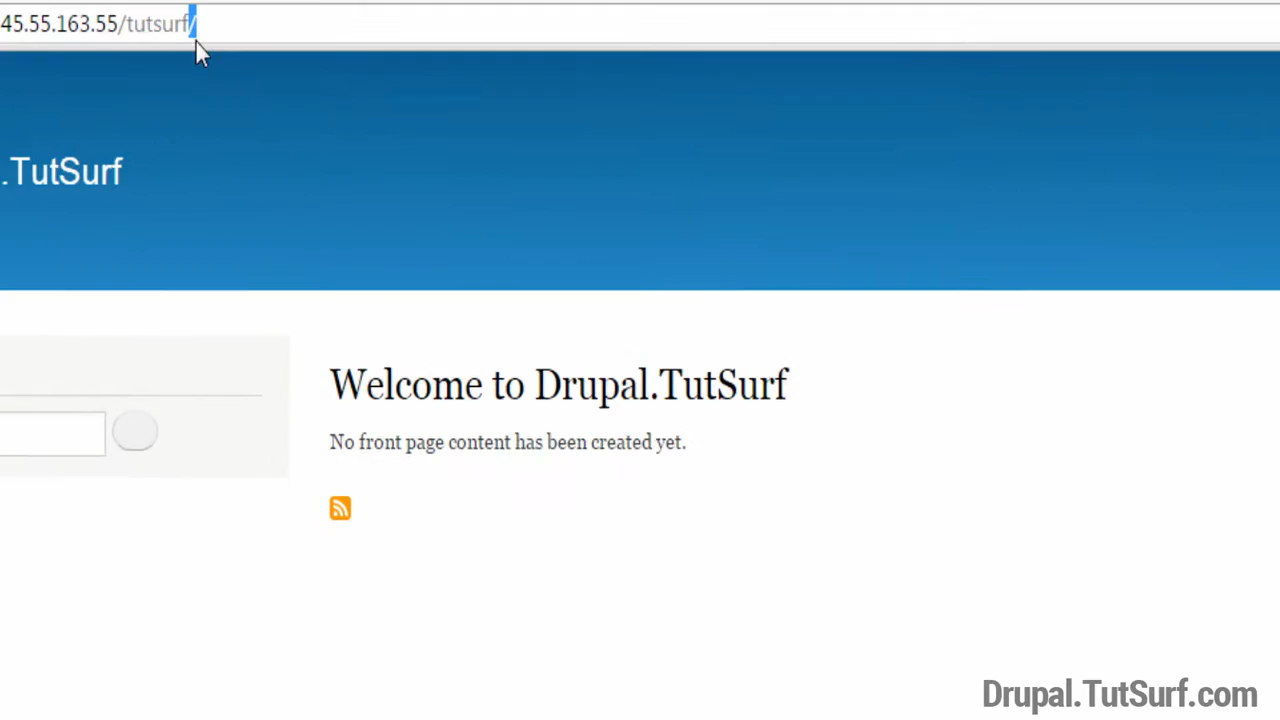 45.55.163.55/tutsurf/
.TutSurf
Welcome to Drupal.TutSurf
No front page content has been created yet.
Drupal.TutSurf.com